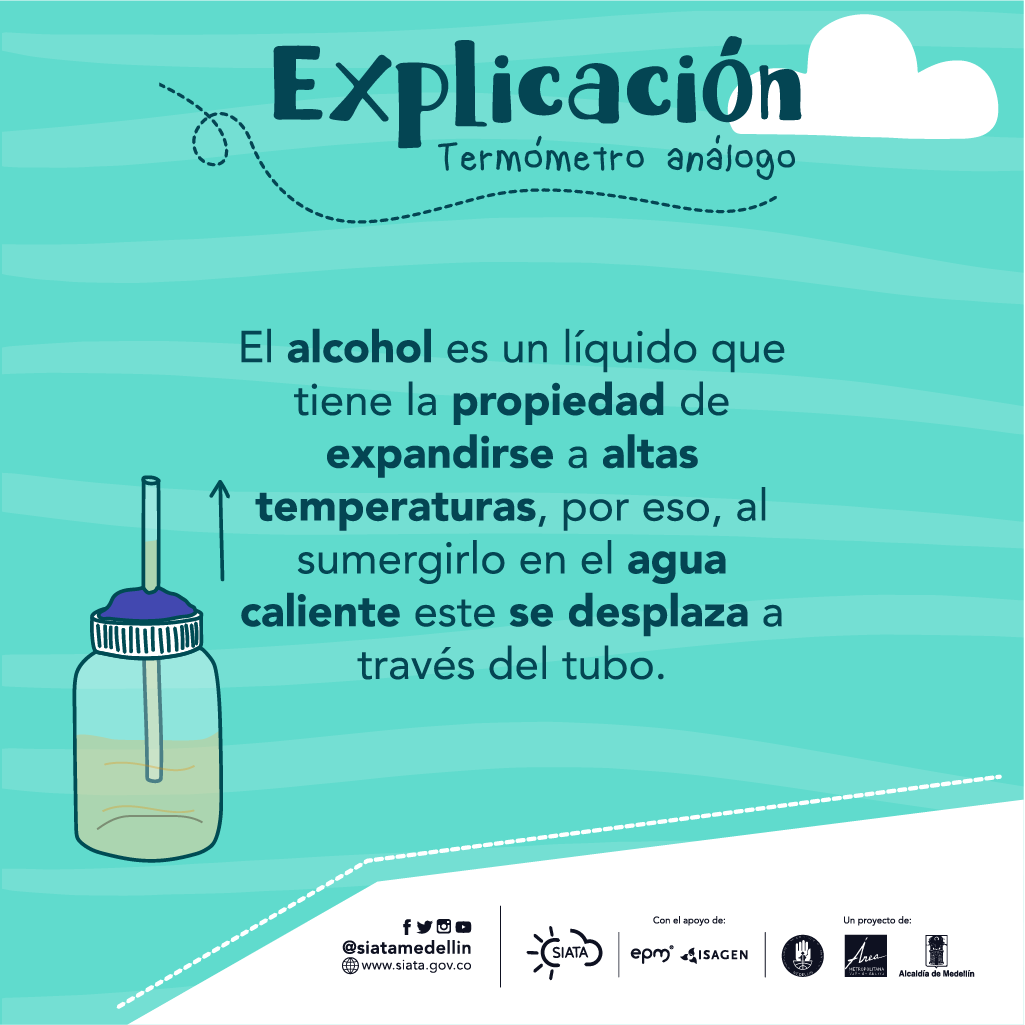 Explicación
Termómetro análogo
El alcohol es un líquido que
tiene la propiedad de
expandirse a altas
temperaturas, por eso, al
sumergirlo en el agua
caliente este se desplaza a
través del tubo.
@siatamedellin
www.siata.gov.co
SIATA
Con el apoyo de:
epm
ISAGEN
Un proyecto de:
Área
METROPOLITANA
Alcaldía de Medellín